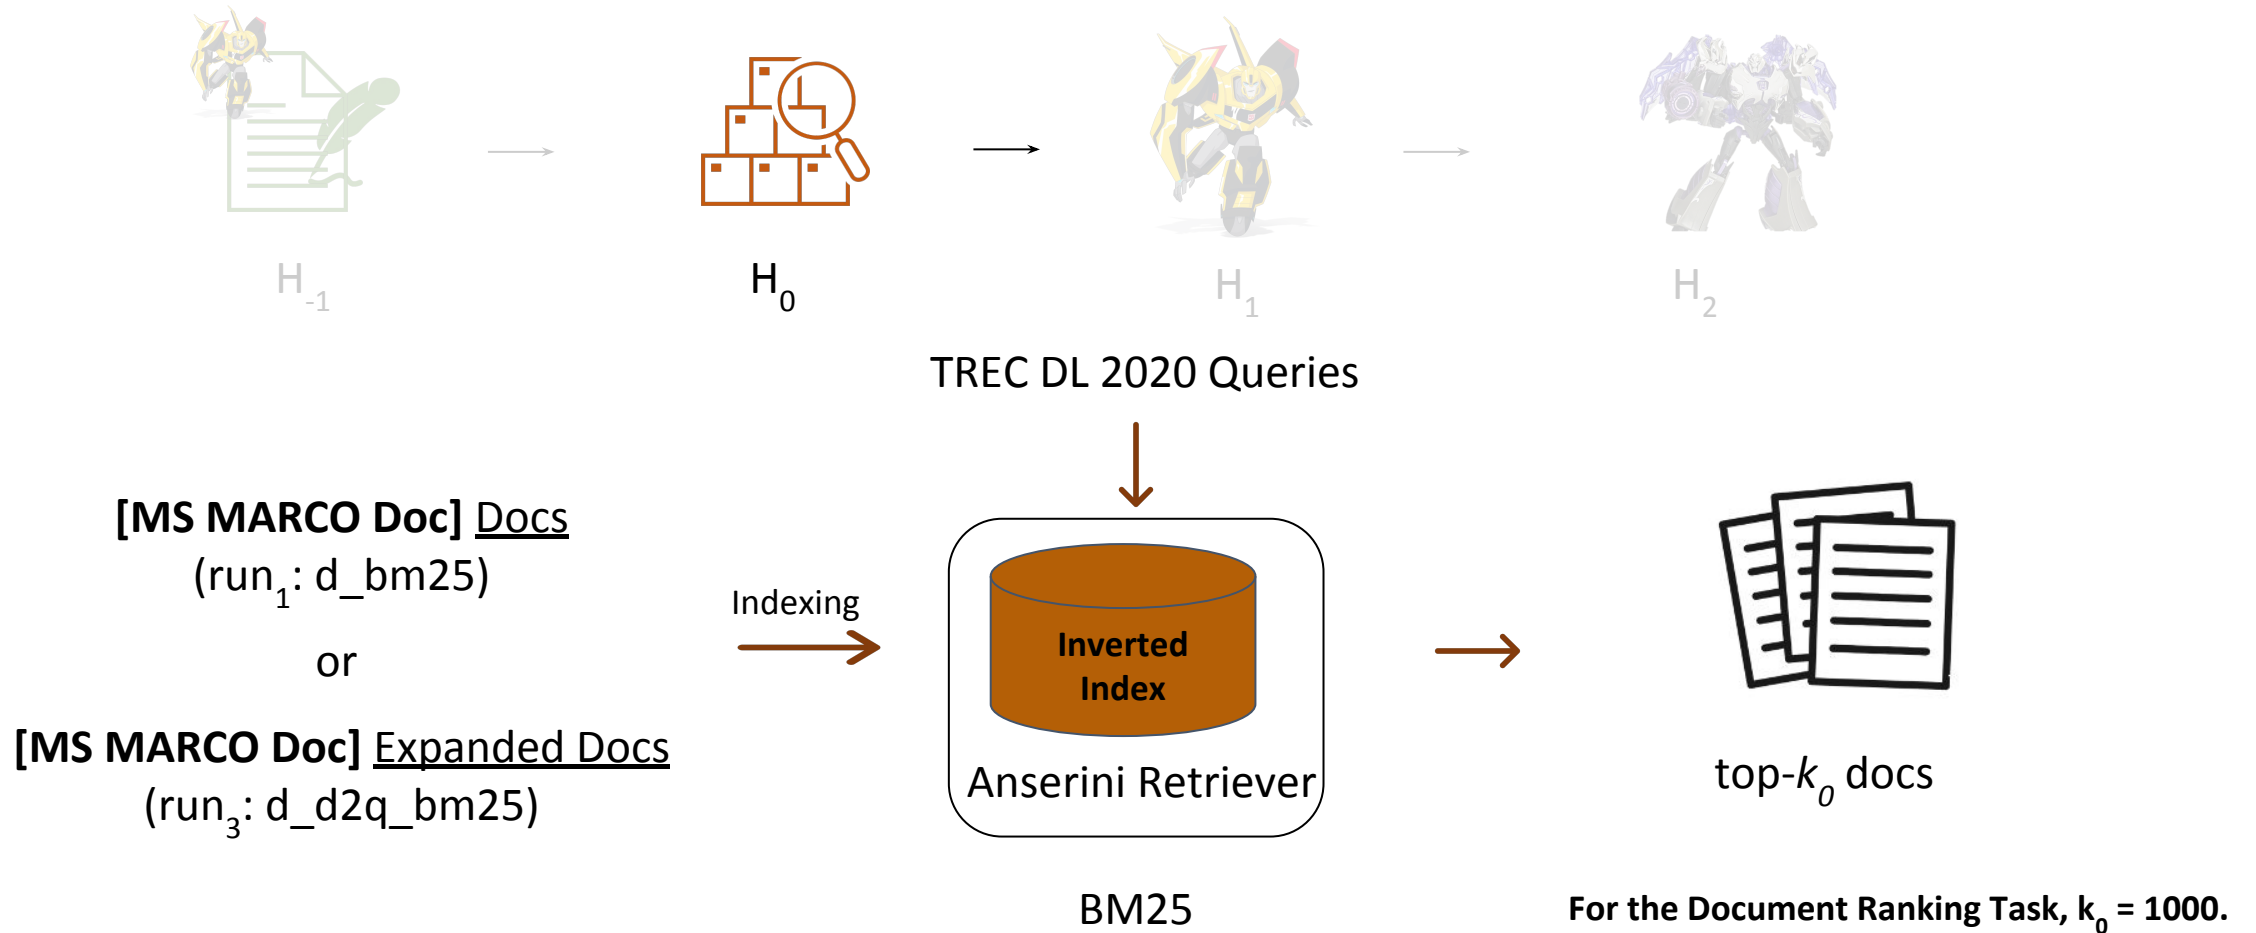 H-1
H0
H1
H2
TREC DL 2020 Queries
[MS MARCO Doc] Docs
(run1: d_bm25)
or
[MS MARCO Doc] Expanded Docs
(run3: d_d2q_bm25)
Indexing
Inverted
Index
Anserini Retriever
BM25
top-k0 docs
For the Document Ranking Task, k0 = 1000.